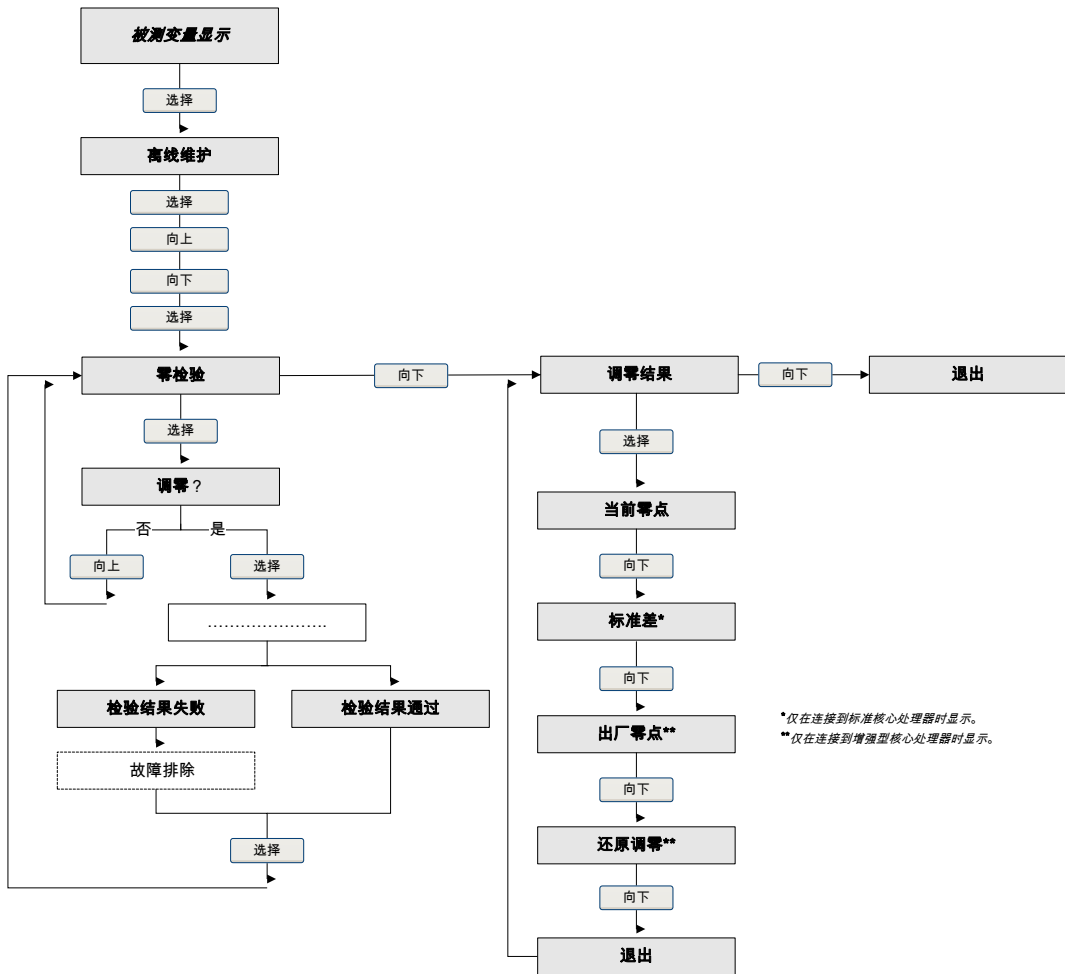 被测变量显示
选择
离线维护
选择
向上
向下
选择
零检验
向下
调零结果
向下
退出
选择
调零?
否
是
向上
选择
.....................
检验结果失败
检验结果通过
故障排除
选择
选择
当前零点
向下
标准差*
向下
出厂零点**
向下
还原调零**
向下
退出
*仅在连接到标准核心处理器时显示。
**仅在连接到增强型核心处理器时显示。